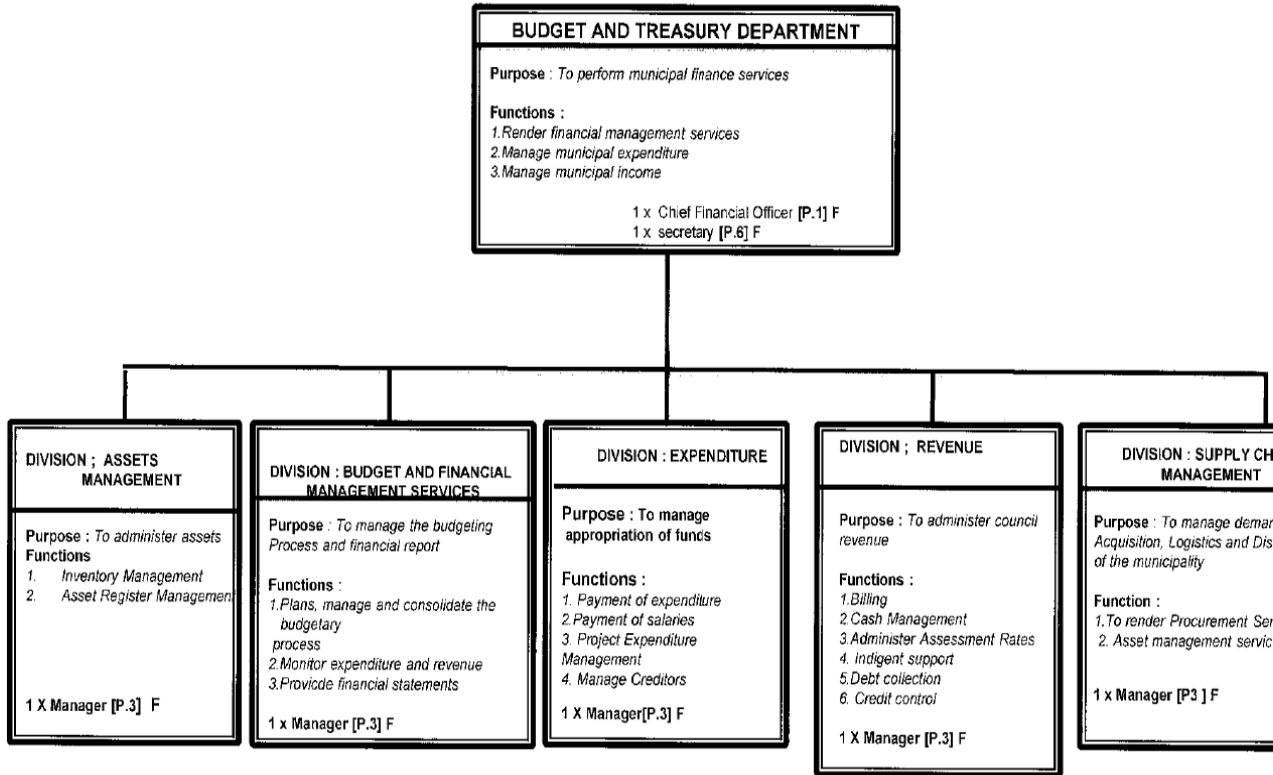 BUDGET AND TREASURY DEPARTMENT
Purpose : To perform municipal finance services
Functions :
1.Render financial management services
2.Manage municipal expenditure
3.Manage municipal income
1 x Chief Financial Officer [P.1] F
1 x secretary [P.6] F
DIVISION ; ASSETS
MANAGEMENT
Purpose : To administer assets
Functions
1. Inventory Management
2. Asset Register Management
1 X Manager [P.3] F
DIVISION : BUDGET AND FINANCIAL
MANAGEMENT SERVICES
Purpose : To manage the budgeting
Process and financial report
Functions :
1.Plans, manage and consolidate the
budgetary
process
2.Monitor expenditure and revenue
3.Provicde financial statements
1 x Manager [P.3] F
DIVISION : EXPENDITURE
Purpose : To manage
appropriation of funds
Functions :
1. Payment of expenditure
2.Payment of salaries
3. Project Expenditure
Management
4. Manage Creditors
1 X Manager[P.3] F
DIVISION ; REVENUE
Purpose : To administer council
revenue
Functions :
1.Billing
2.Cash Management
3.Administer Assessment Rates
4. Indigent support
5.Debt collection
6. Credit control
1 X Manager [P.3] F
DIVISION : SUPPLY CH
MANAGEMENT
Purpose : To manage
Acquisition, Logistics and
of the municipality
Function :
1.To render Procurement
2. Asset management
1 x Manager [P3 ] F